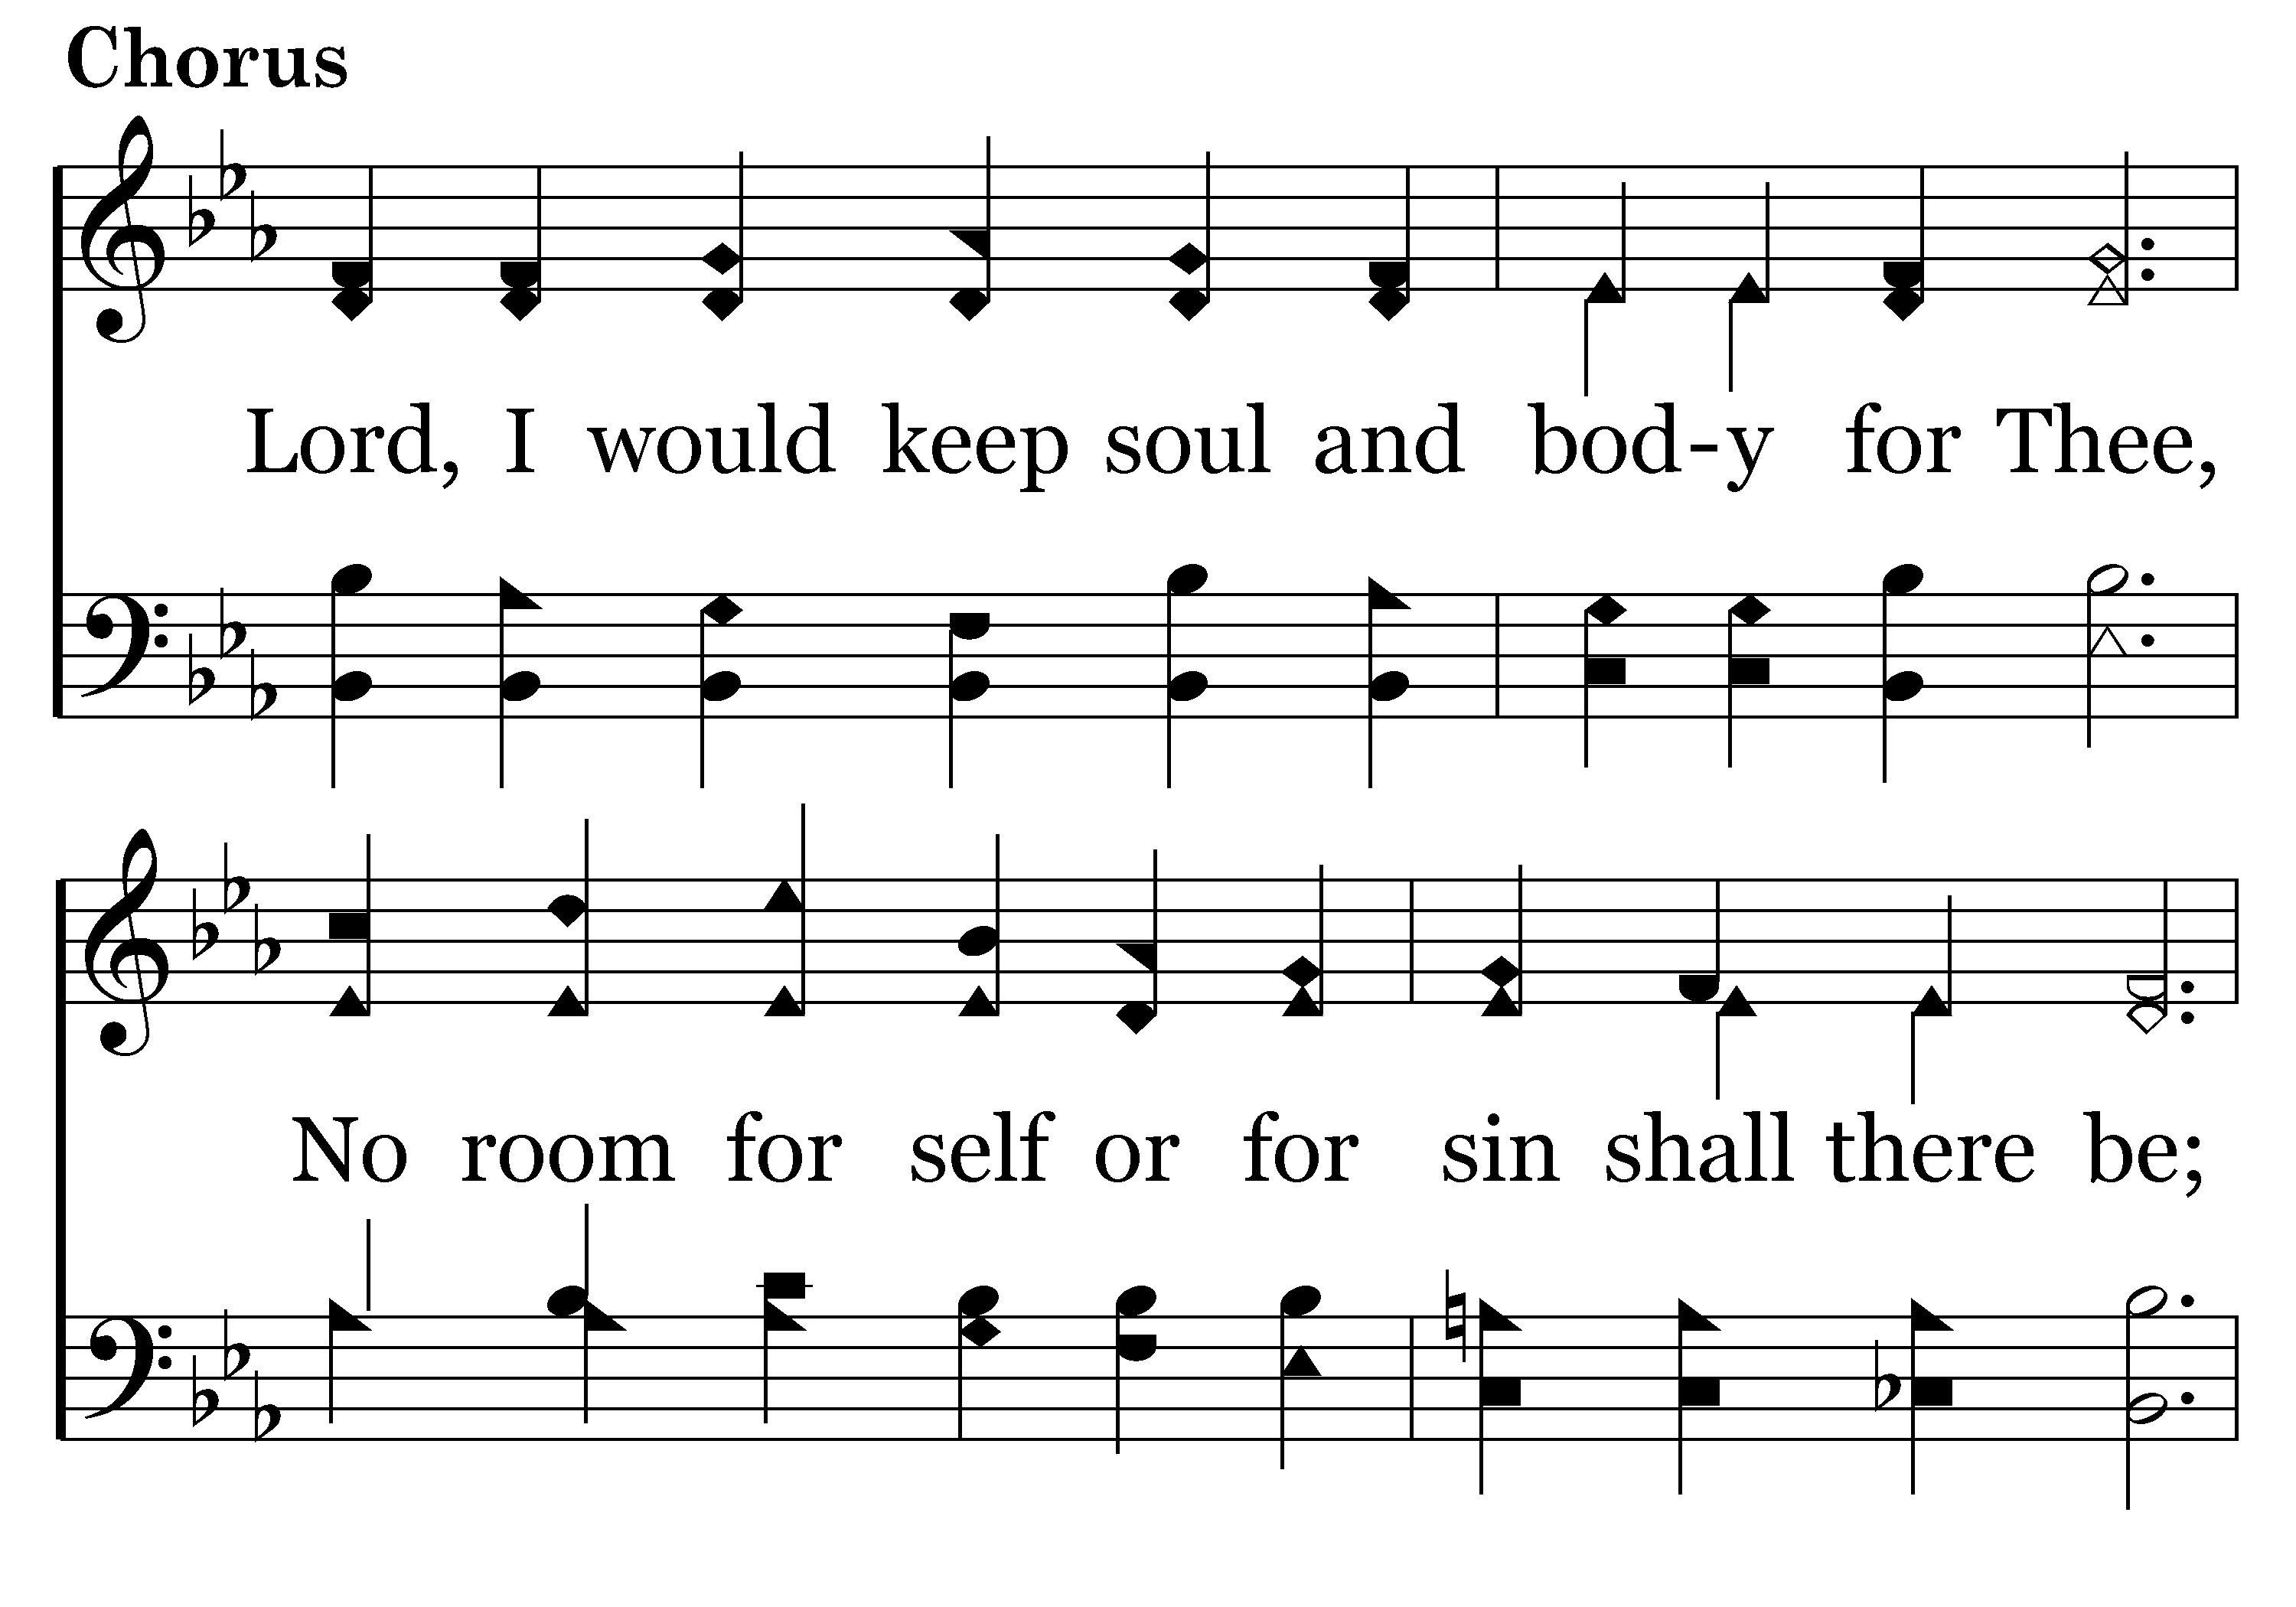 Chorus
Lord, I would keep soul and bod-y for Thee,
No room for self or for sin shall there be;